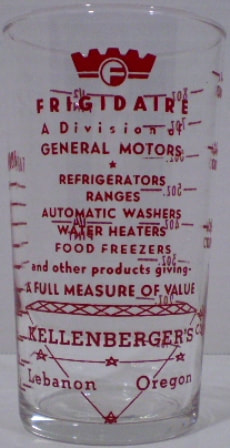 F
FRIGIDAIRE
A Division of
GENERAL MOTORS
REFRIGERATORS
RANGES
AUTOMATIC WASHERS
WATER HEATERS
FOOD FREEZERS
and other products giving-
A FULL MEASURE OF VALUE
KELLENBERGER'S
Lebanon Oregon